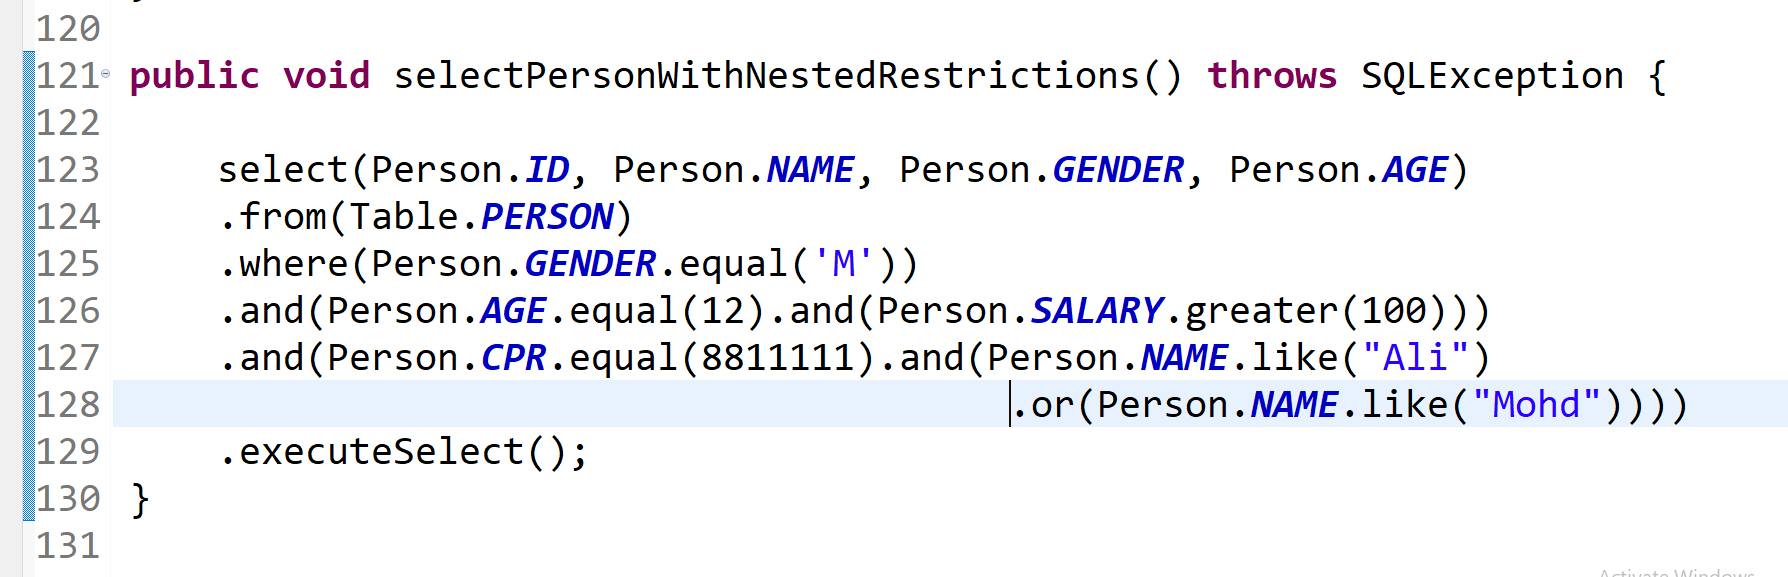 120
121 public void selectPersonWithNestedRestrictions() throws SQLException {
122
123 select(Person.ID, Person.NAME, Person.GENDER, Person.AGE)
124 .from(Table.PERSON)
125 .where(Person.GENDER.equal('M'))
126 .and(Person.AGE.equal(12).and(Person.SALARY.greater(100)))
127 .and(Person.CPR.equal(8811111).and(Person.NAME.like("Ali")
128 .or(Person.NAME.like("Mohd"))))
129 .executeSelect();
130 }
131
Activate Windows